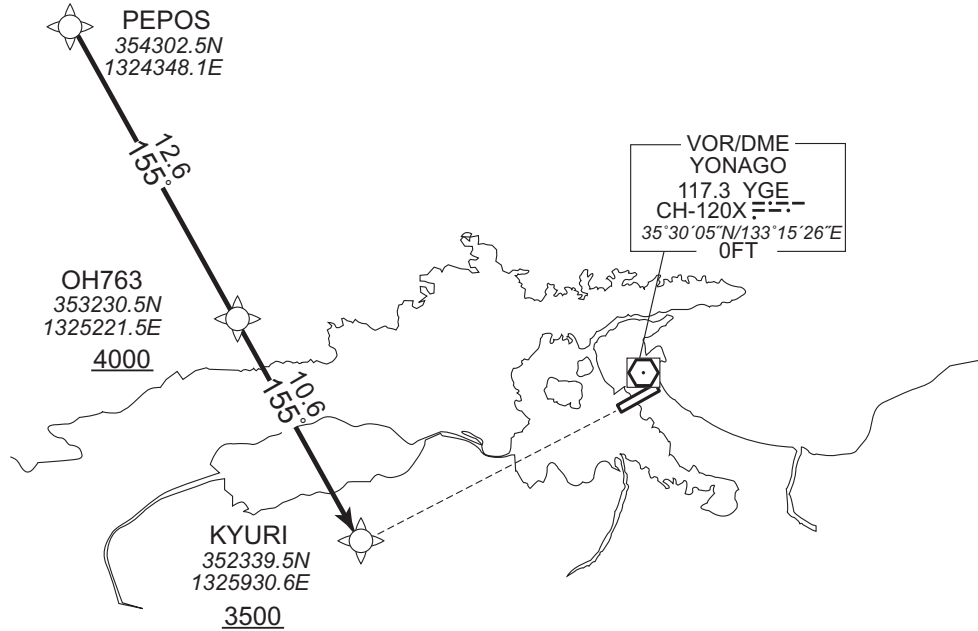 PEPOS
354302.5N
1324348.1E
12.6
155°
VOR/DME
YONAGO
117.3 YGE
CH-120X
35°30´05˝N/133°15´26˝E
0FT
OH763
353230.5N
1325221.5E
4000
10.6
155°
KYURI
352339.5N
1325930.6E
3500